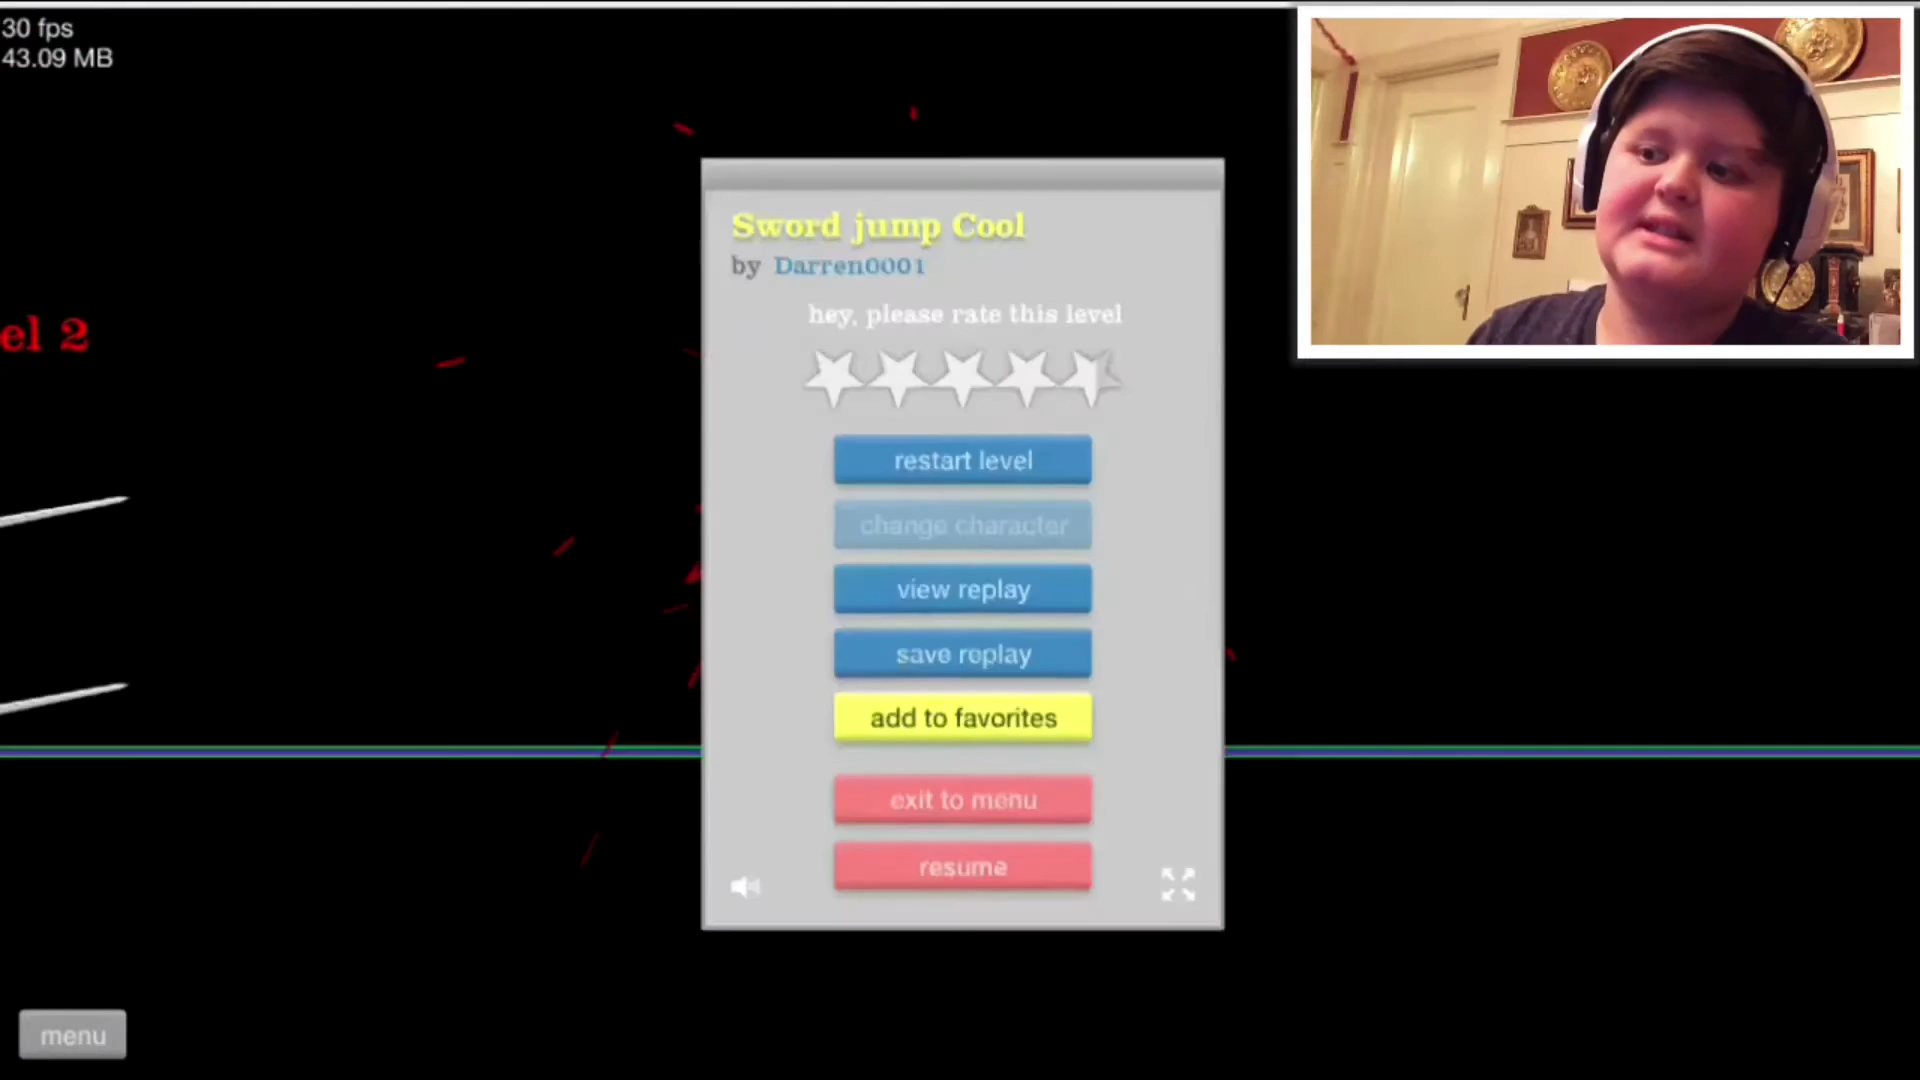 30 fps
43.09 MB
Sword jump Cool
by Darren0001
hey, please rate this level
el 2
restart level
change character
view replay
save replay
add to favorites
exit to menu
resume
menu